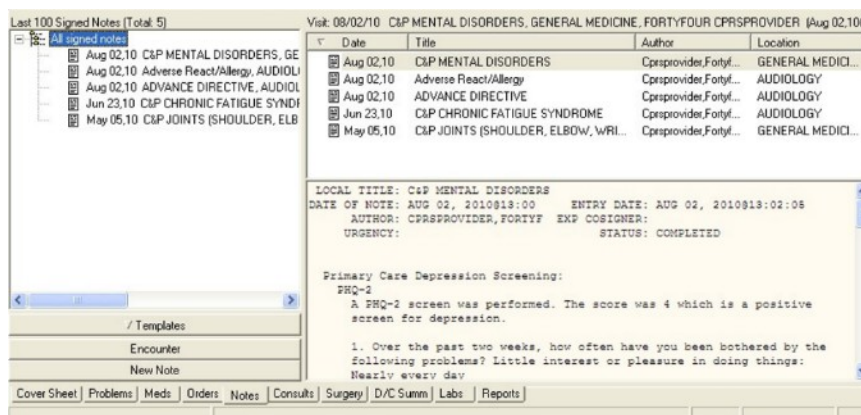 Last 100 Signed Notes (Total: 5)
All signed notes
Aug 02,10 C&P MENTAL DISORDERS, GE
Aug 02,10 Adverse React/Allergy, AUDIOL
Aug 02,10 ADVANCE DIRECTIVE, AUDIOL
Jun 23,10 C&P CHRONIC FATIGUE SYND
May 05,10 C&P JOINTS (SHOULDER, ELB
/ Templates
Encounter
New Note
Visit: 08/02/10 C&P MENTAL DISORDERS, GENERAL MEDICINE, FORTYFOUR CPRSPROVIDER (Aug 02,10
Date Title Author Location
Aug 02,10 C&P MENTAL DISORDERS Cprsprovider,Fortyf... GENERAL MEDICI...
Aug 02,10 Adverse React/Allergy Cprsprovider,Fortyf... AUDIOLOGY
Aug 02,10 ADVANCE DIRECTIVE Cprsprovider,Fortyf... AUDIOLOGY
Jun 23,10 C&P CHRONIC FATIGUE SYNDROME Cprsprovider,Fortyf... AUDIOLOGY
May 05,10 C&P JOINTS (SHOULDER, ELBOW, WRI... Cprsprovider,Fortyf... GENERAL MEDICI...
LOCAL TITLE: C&P MENTAL DISORDERS
DATE OF NOTE: AUG 02, 2010@13:00 ENTRY DATE: AUG 02, 2010@13:02:05
AUTHOR: CPRSPROVIDER,FORTYF EXP COSIGNER:
URGENCY: STATUS: COMPLETED
Primary Care Depression Screening:
PHQ-2
A PHQ-2 screen was performed. The score was 4 which is a positive
screen for depression.
1. Over the past two weeks, how often have you been bothered by the
following problems? Little interest or pleasure in doing things:
Nearly every day
Cover Sheet Problems Meds Orders Notes Consults Surgery D/C Summ Labs Reports